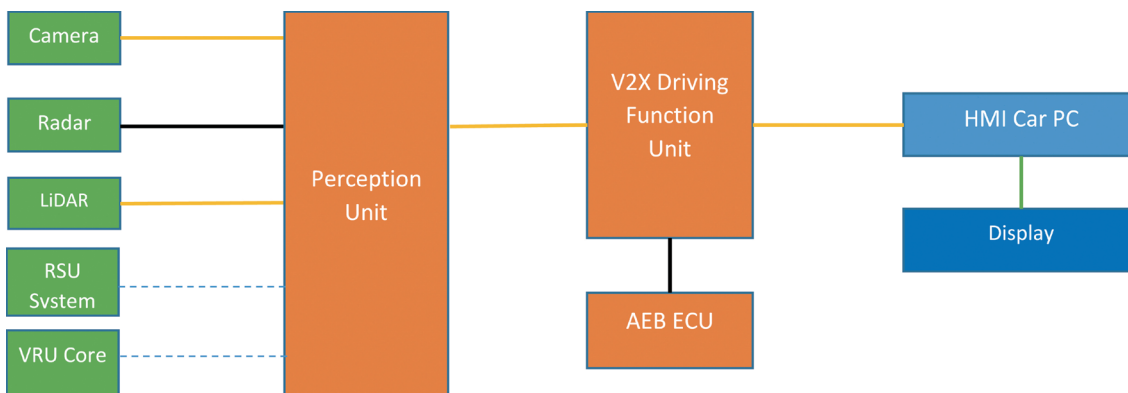 Camera
Radar
LiDAR
RSU
System
VRU Core
Perception
Unit
V2X Driving
Function
Unit
AEB ECU
HMI Car PC
Display